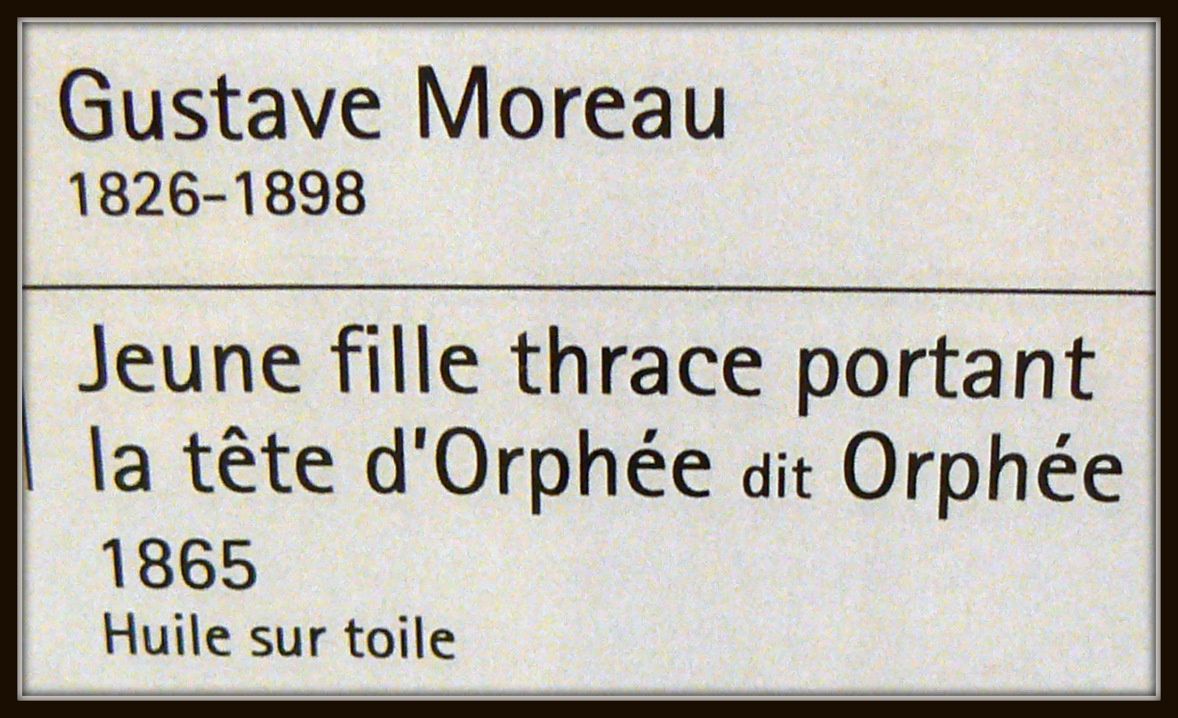 Gustave Moreau
1826-1898
Jeune fille thrace portant
la tête d'Orphée dit Orphée
1865
Huile sur toile